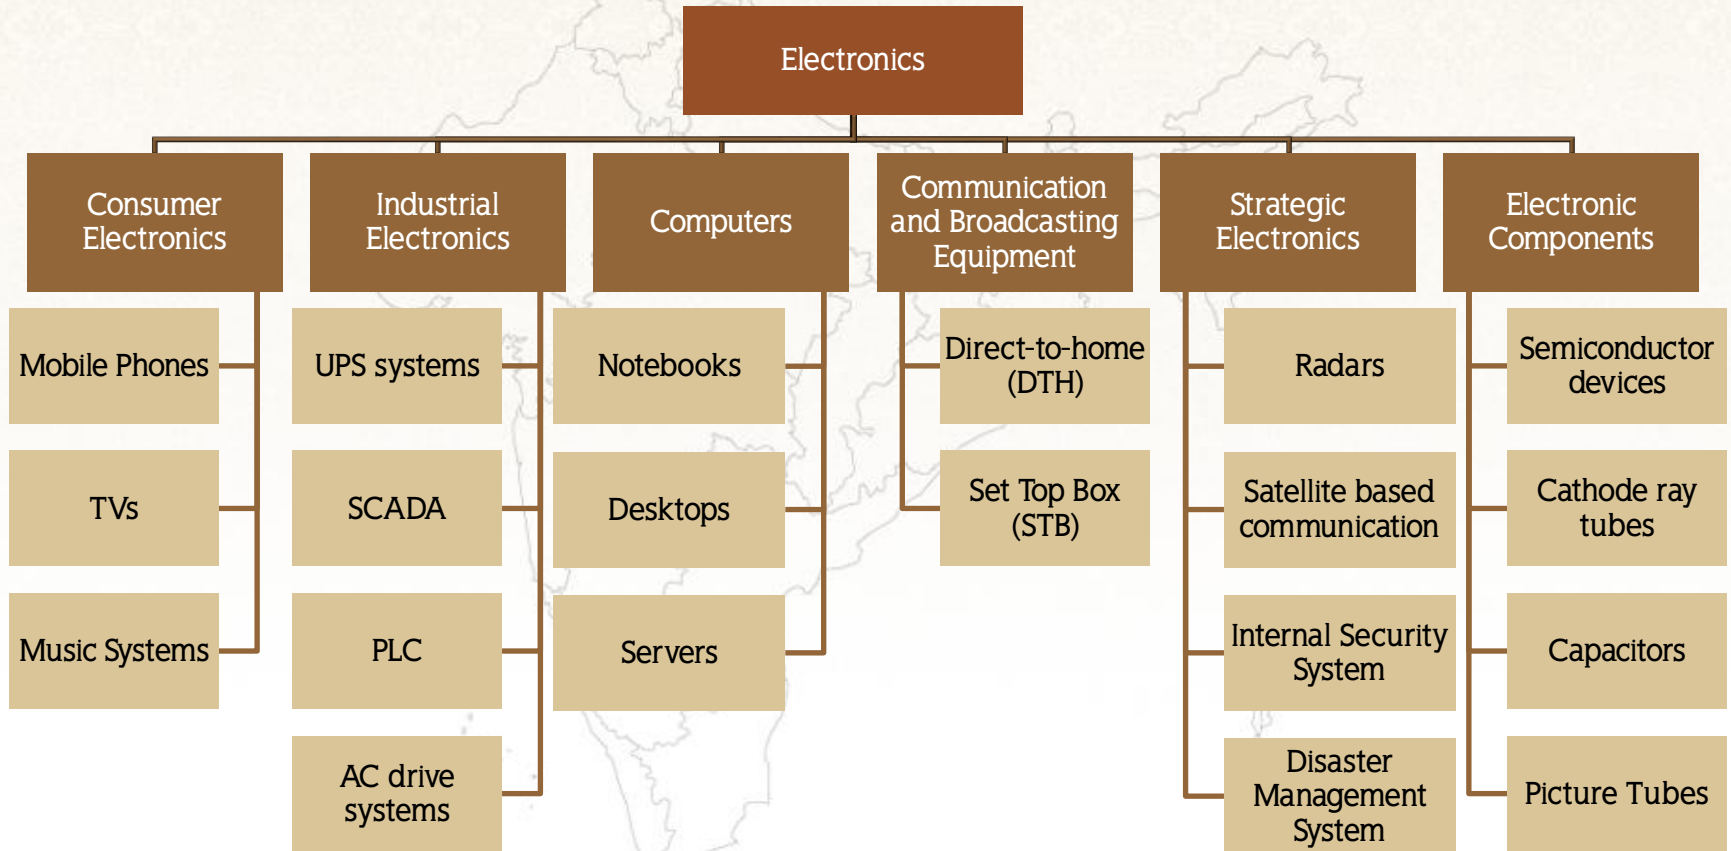 Electronics
Consumer
Electronics
Industrial
Electronics
Computers
Communication
and Broadcasting
Equipment
Strategic
Electronics
Electronic
Components
Mobile Phones
TVs
Music Systems
UPS systems
SCADA
PLC
AC drive
systems
Notebooks
Desktops
Servers
Direct-to-home
(DTH)
Set Top Box
(STB)
Radars
Satellite based
communication
Internal Security
System
Disaster
Management
System
Semiconductor
devices
Cathode ray
tubes
Capacitors
Picture Tubes